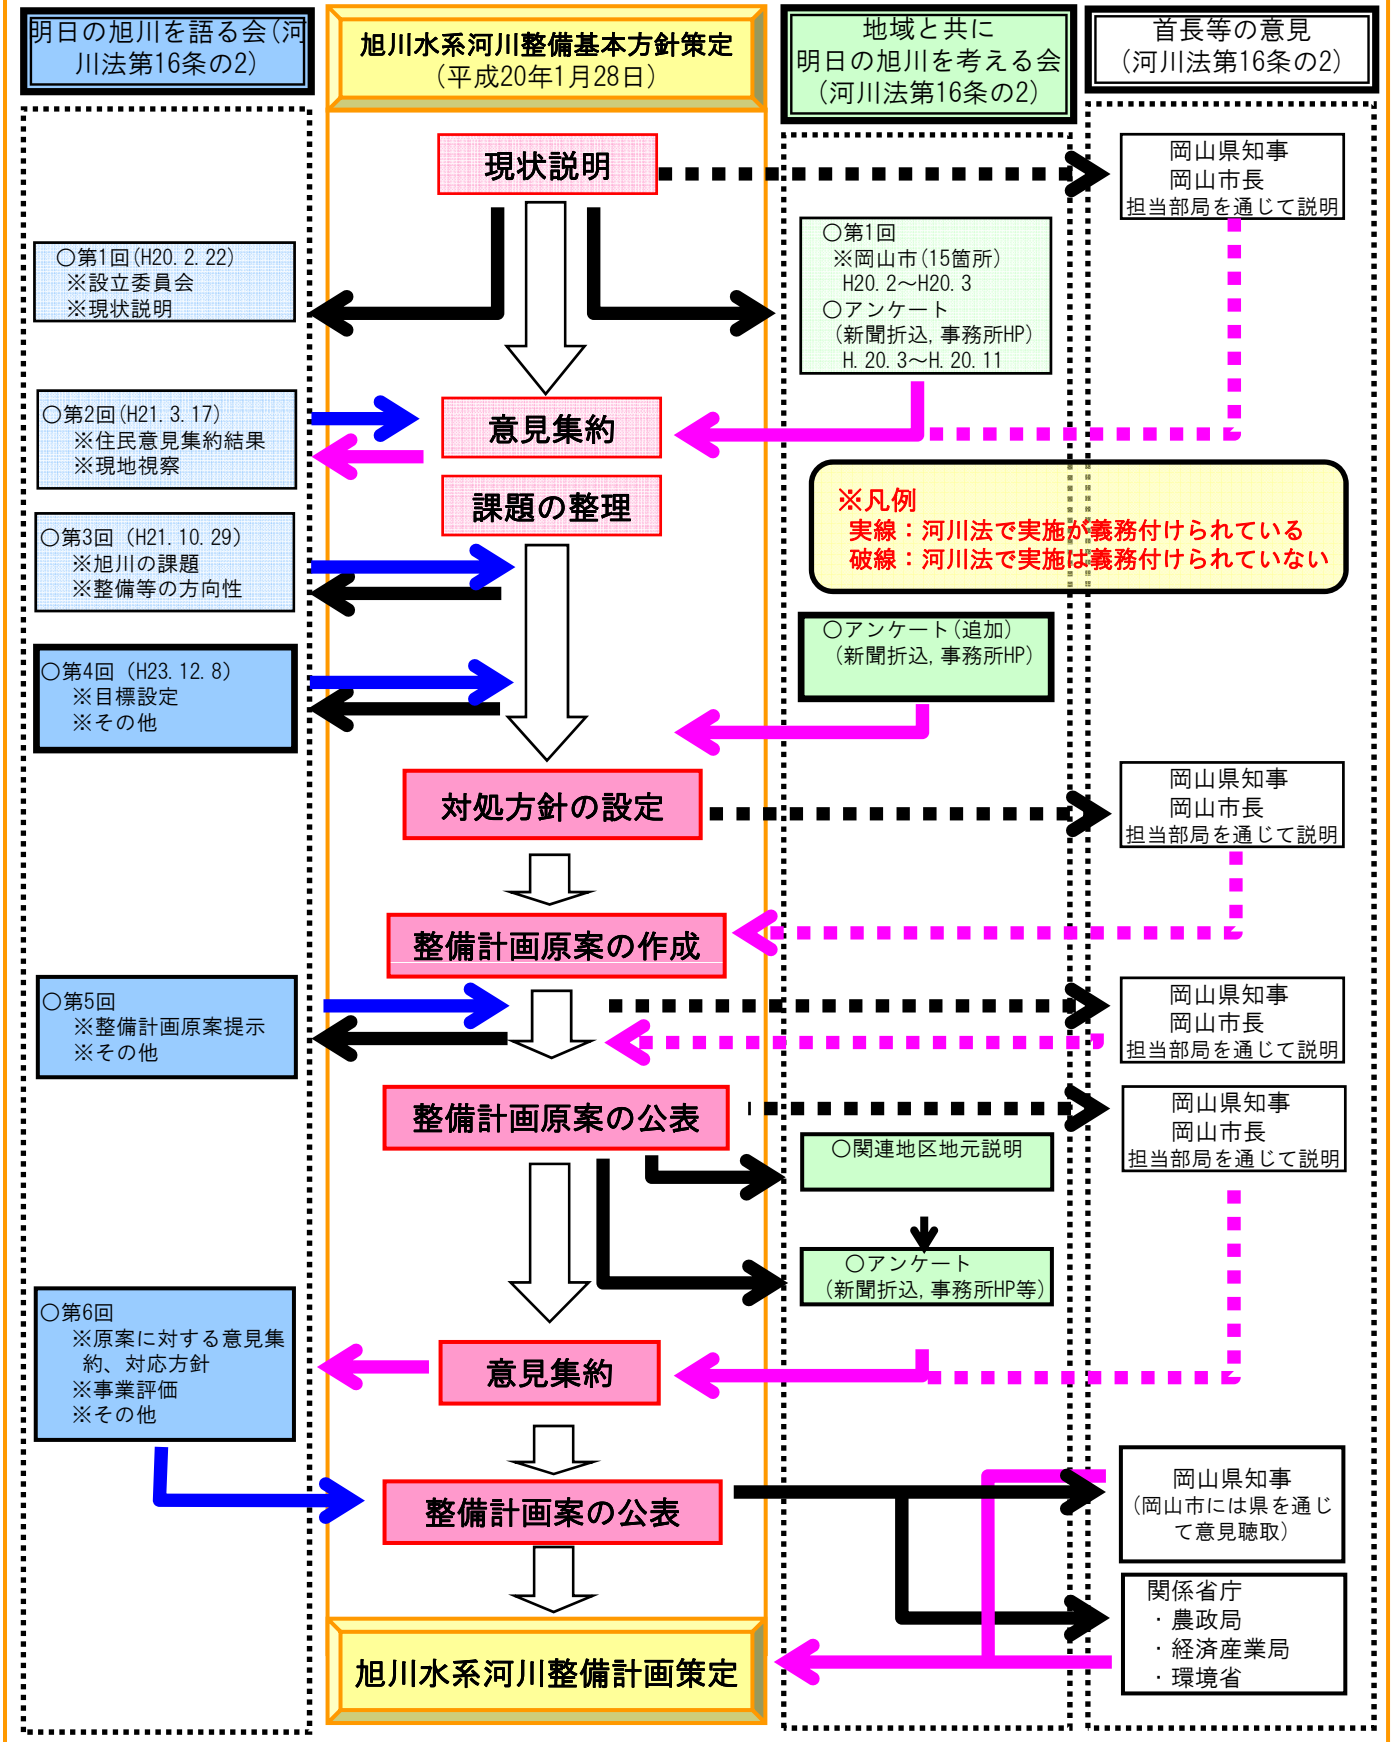 明日の旭川を語る会(河
川法第16条の2)
旭川水系河川整備基本方針策定
(平成20年1月28日)
地域と共に
明日の旭川を考える会
(河川法第16条の2)
首長等の意見
(河川法第16条の2)
現状説明
岡山県知事
岡山市長
担当部局を通じて説明
○第1回(H20.2.22)
※設立委員会
※現状説明
○第1回
※岡山市(15箇所)
H20.2～H20.3
○アンケート
(新聞折込,事務所HP)
H.20.3～H.20.11
○第2回(H21.3.17)
※住民意見集約結果
※現地視察
意見集約
課題の整理
※凡例
実線：河川法で実施が義務付けられている
破線：河川法で実施は義務付けられていない
○第3回 (H21.10.29)
※旭川の課題
※整備等の方向性
○アンケート(追加)
(新聞折込,事務所HP)
○第4回 (H23.12.8)
※目標設定
※その他
対処方針の設定
岡山県知事
岡山市長
担当部局を通じて説明
整備計画原案の作成
○第5回
※整備計画原案提示
※その他
岡山県知事
岡山市長
担当部局を通じて説明
整備計画原案の公表
岡山県知事
岡山市長
担当部局を通じて説明
○関連地区地元説明
○アンケート
(新聞折込,事務所HP等)
○第6回
※原案に対する意見集
約、対応方針
※事業評価
※その他
意見集約
整備計画案の公表
岡山県知事
(岡山市には県を通じ
て意見聴取)
関係省庁
・農政局
・経済産業局
・環境省
旭川水系河川整備計画策定